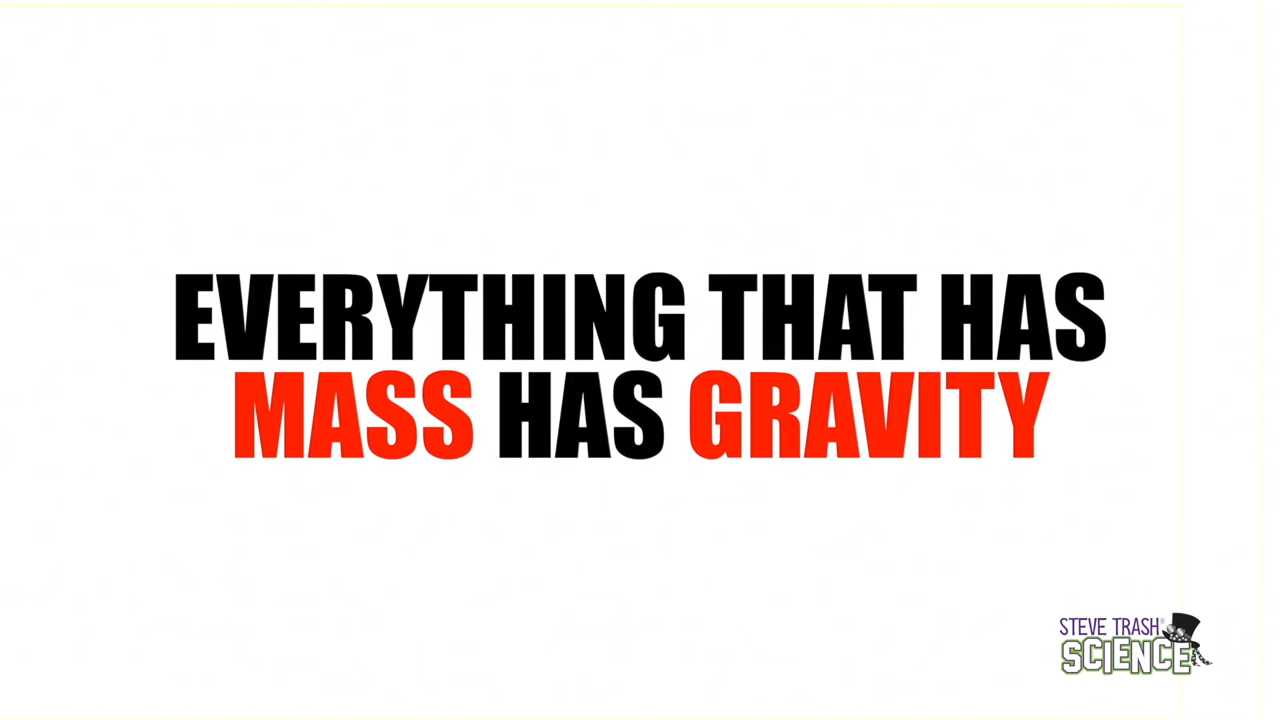 EVERYTHING THAT HAS
MASS HAS GRAVITY
STEVE TRASH®
SCIENCE